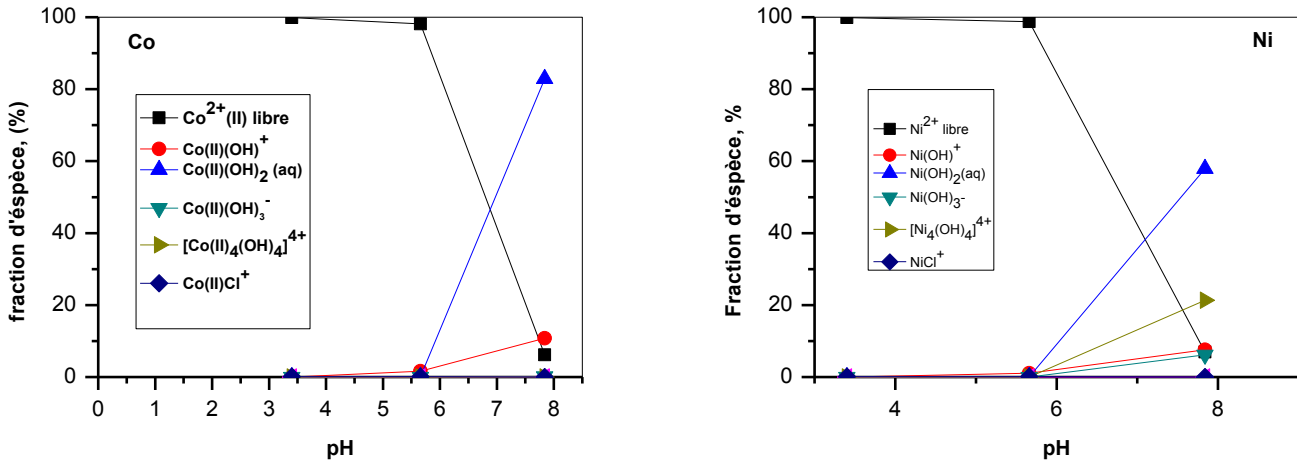 fraction d'éspèce, (%)
100
80
60
40
20
0
Co
Co²⁺(II) libre
Co(II)(OH)⁺
Co(II)(OH)₂ (aq)
Co(II)(OH)₃⁻
[Co(II)₄(OH)₄]⁴⁺
Co(II)Cl⁺
0 1 2 3 4 5 6 7 8
pH
Fraction d'éspèce, %
100
80
60
40
20
0
Ni
Ni²⁺ libre
Ni(OH)⁺
Ni(OH)₂(aq)
Ni(OH)₃-
[Ni₄(OH)₄]⁴⁺
NiCl⁺
4 6 8
pH